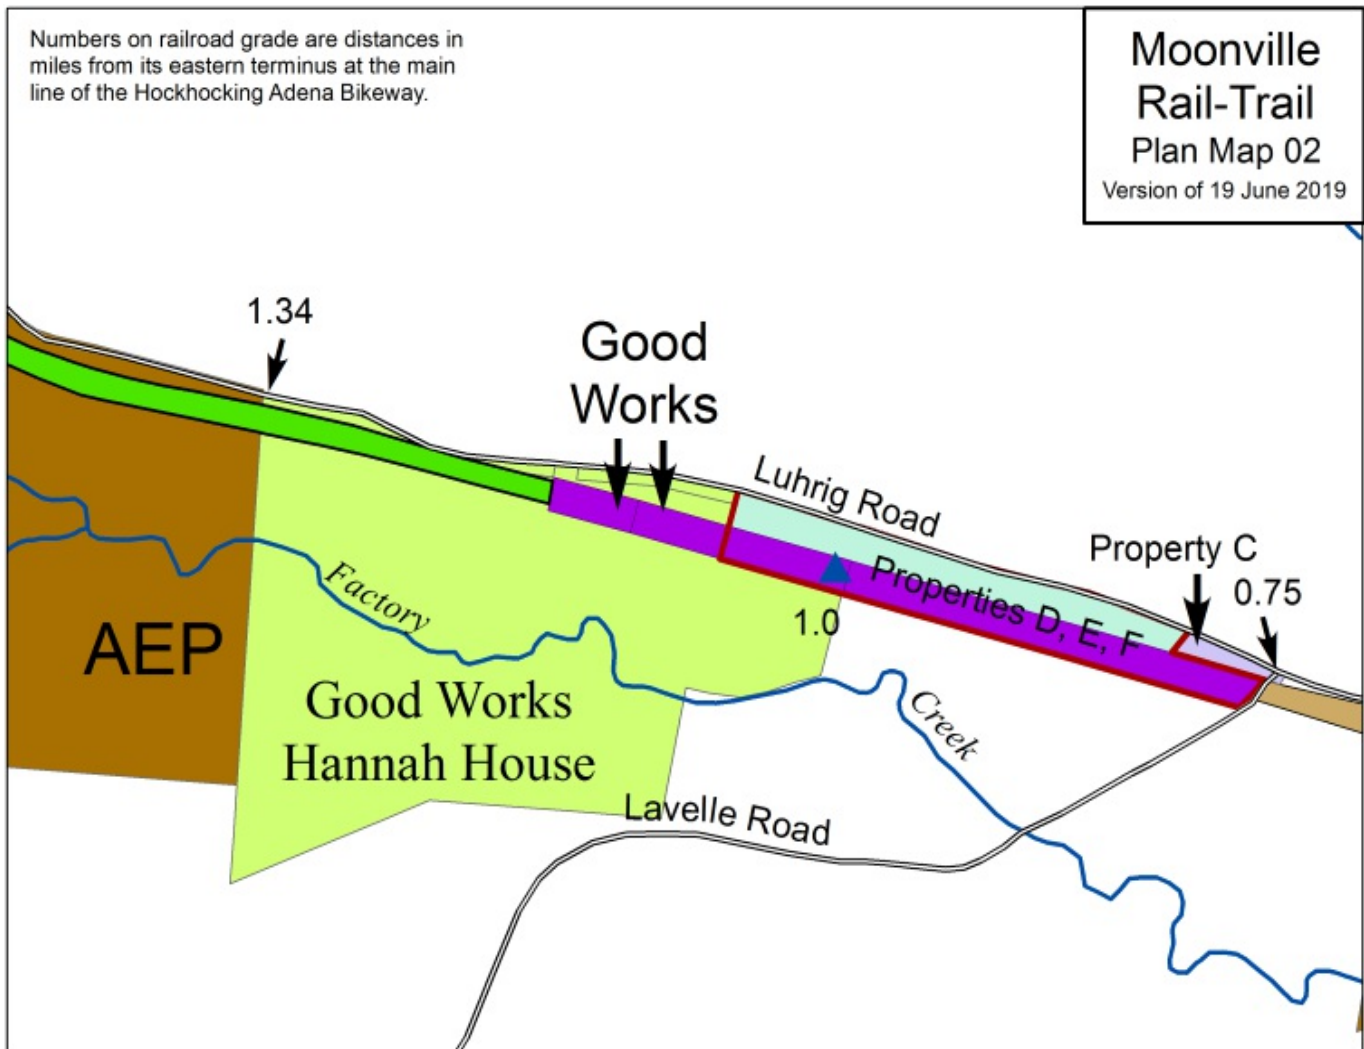 Numbers on railroad grade are distances in
miles from its eastern terminus at the main
line of the Hockhocking Adena Bikeway.
Moonville
Rail-Trail
Plan Map 02
Version of 19 June 2019
1.34
Good
Works
Luhrig Road
Property C
0.75
Properties D, E, F
1.0
Factory
AEP
Good Works
Hannah House
Creek
Lavelle Road